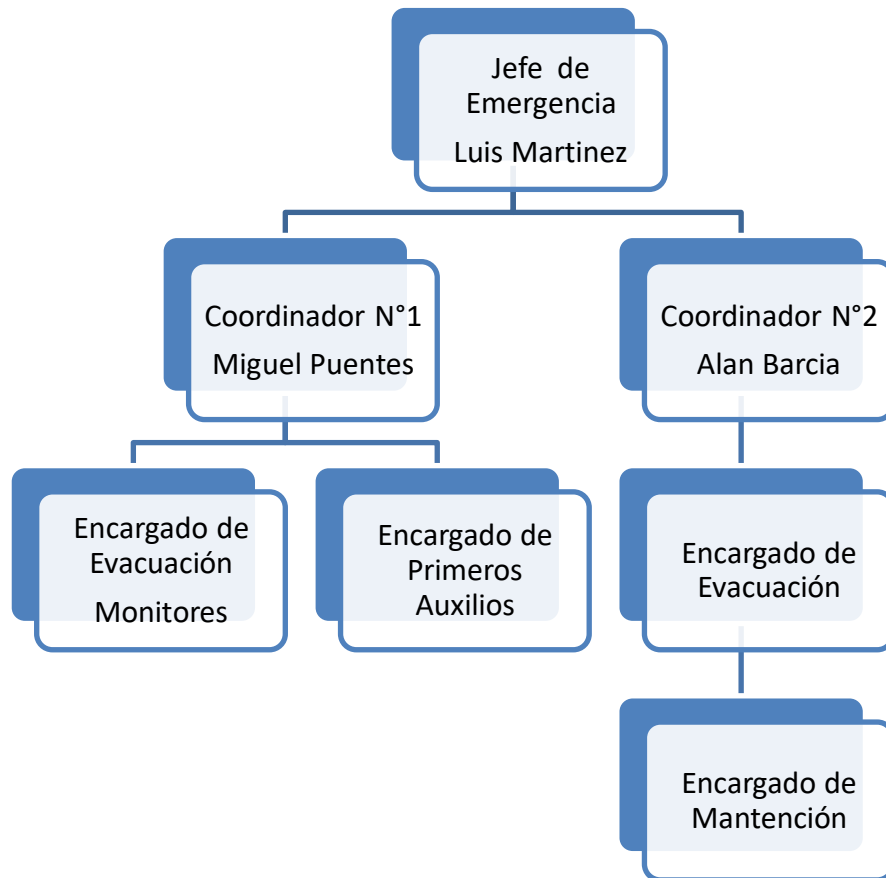 Jefe de
Emergencia
Luis Martinez
Coordinador N°1
Miguel Puentes
Coordinador N°2
Alan Barcia
Encargado de
Evacuación
Monitores
Encargado de
Primeros
Auxilios
Encargado de
Evacuación
Encargado de
Mantención